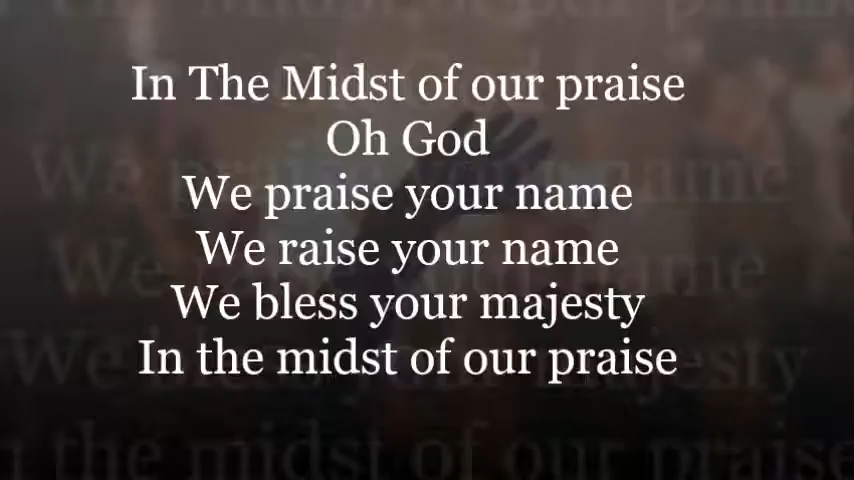 In The Midst of our praise
Oh God
We praise your name
We raise your name
We bless your majesty
In the midst of our praise